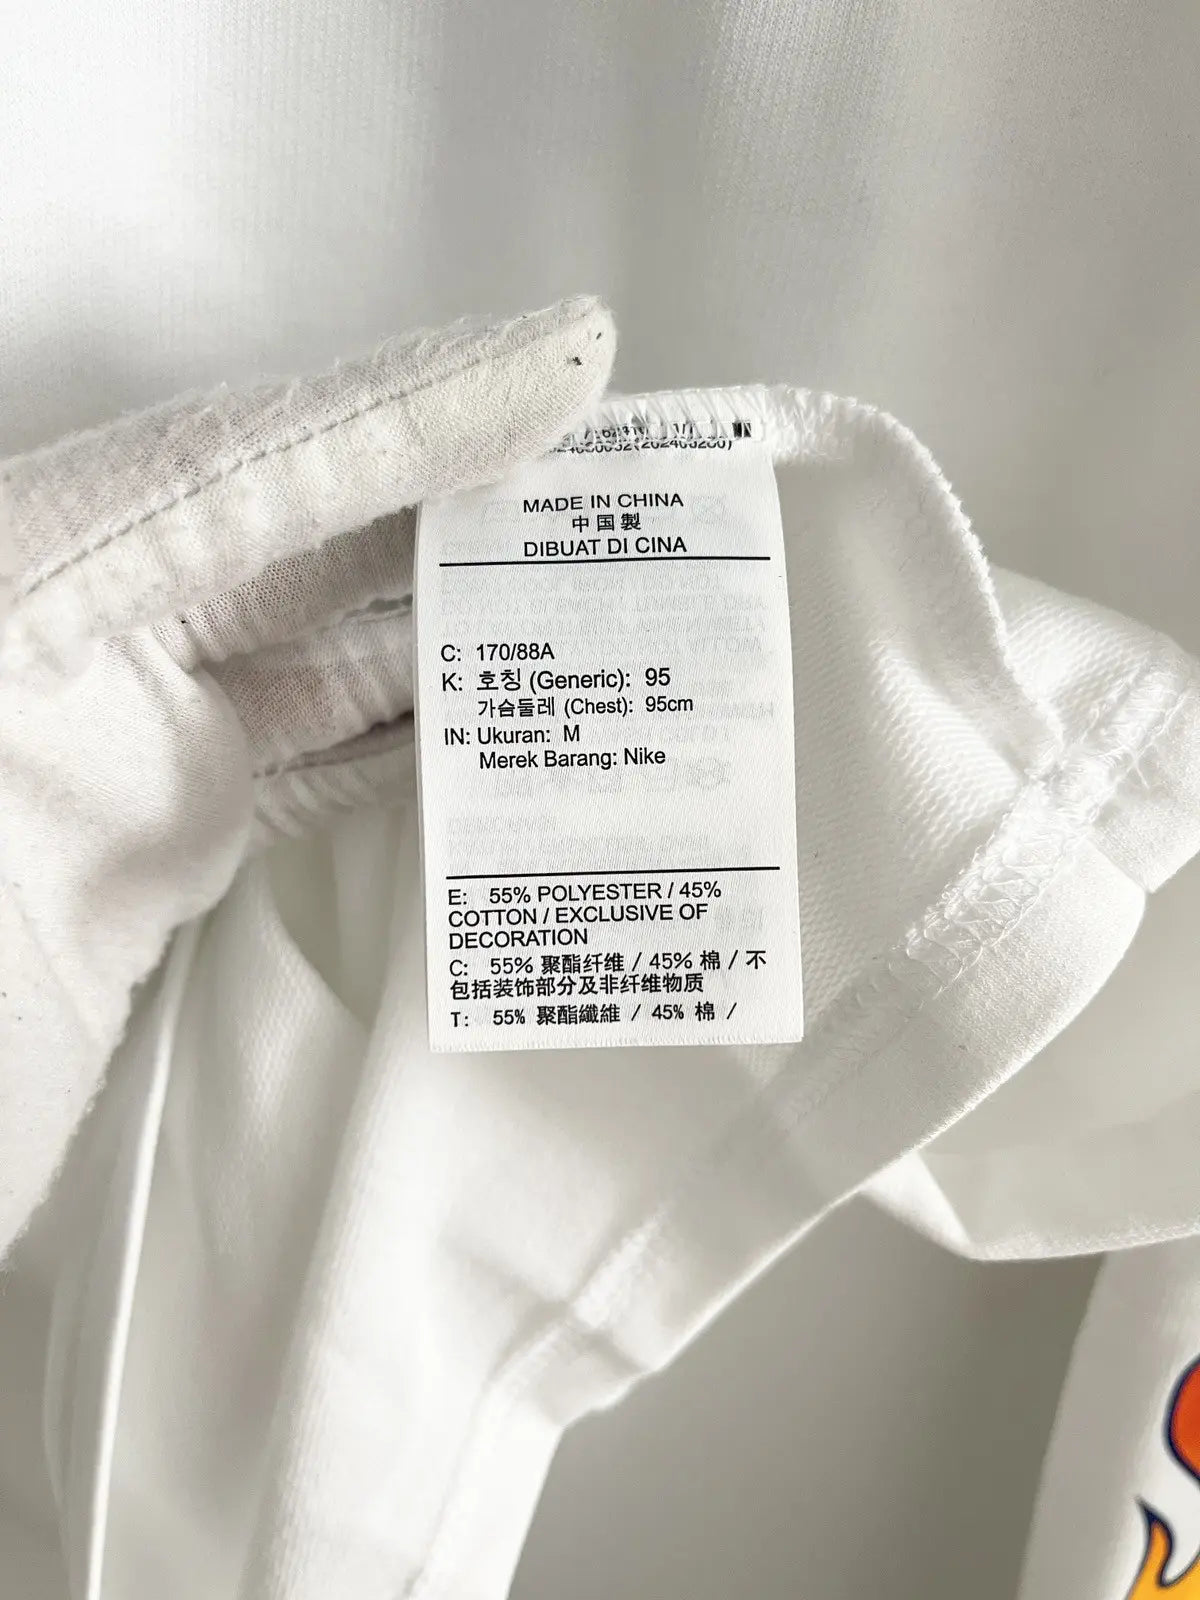 MADE IN CHINA
中国製
DIBUAT DI CINA
C: 170/88A
K: 호칭 (Generic): 95
가슴둘레 (Chest): 95cm
IN: Ukuran: M
Merek Barang: Nike
E: 55% POLYESTER / 45%
COTTON / EXCLUSIVE OF
DECORATION
C: 55% 聚酯纤维 / 45% 棉 / 不
包括装饰部分及非纤维物质
T: 55% 聚酯纖維 / 45% 棉 /